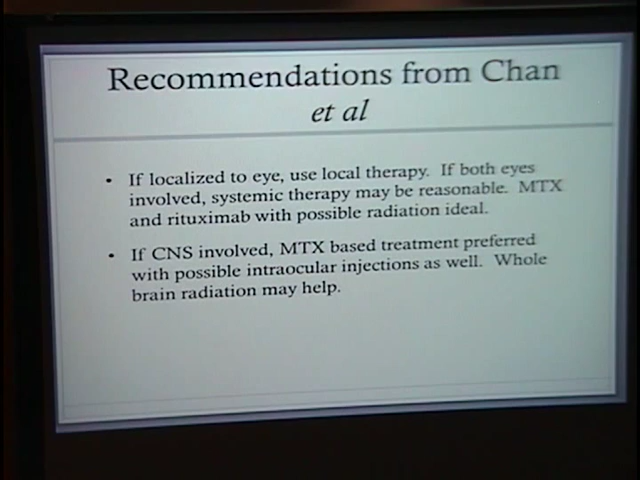 Recommendations from Chan
et al
• If localized to eye, use local therapy. If both eyes
involved, systemic therapy may be reasonable. MTX
and rituximab with possible radiation ideal.
• If CNS involved, MTX based treatment preferred
with possible intraocular injections as well. Whole
brain radiation may help.